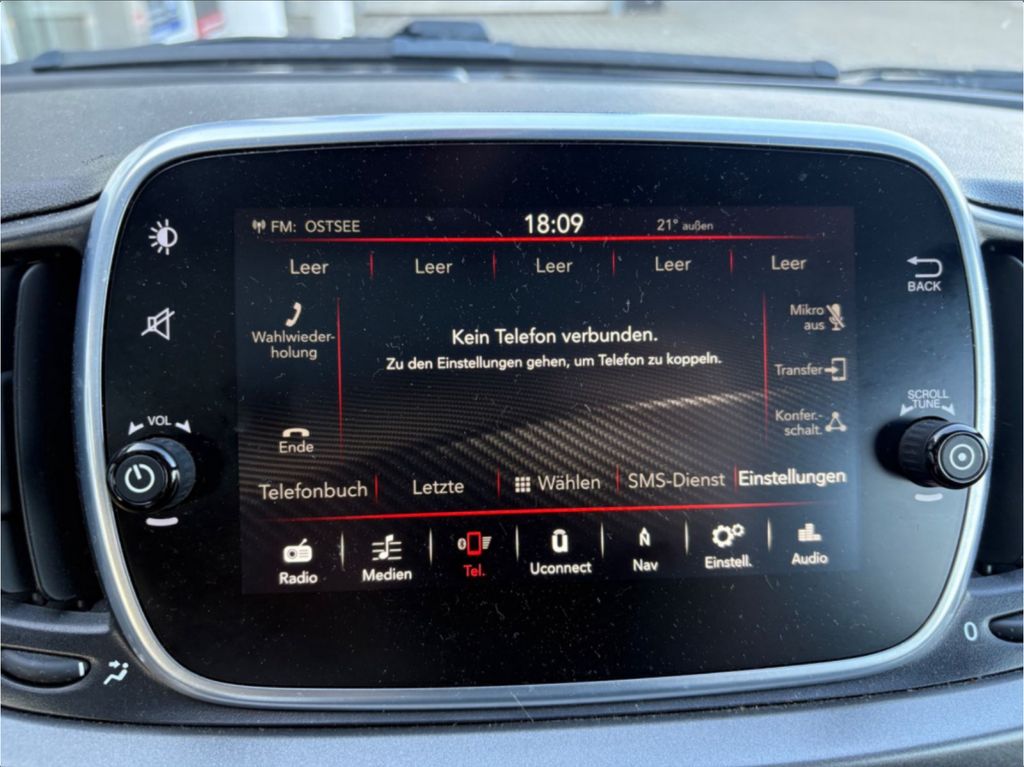 FM: OSTSEE 18:09 21° außen
Leer Leer Leer Leer Leer
BACK
Wahlwieder-
holung
Kein Telefon verbunden.
Zu den Einstellungen gehen, um Telefon zu koppeln.
Mikro
aus
Transfer
Konfer.-
schalt.
VOL
SCROLL
TUNE
Ende
Telefonbuch Letzte Wählen SMS-Dienst Einstellungen
Radio Medien Tel. Uconnect Nav Einstell. Audio
0